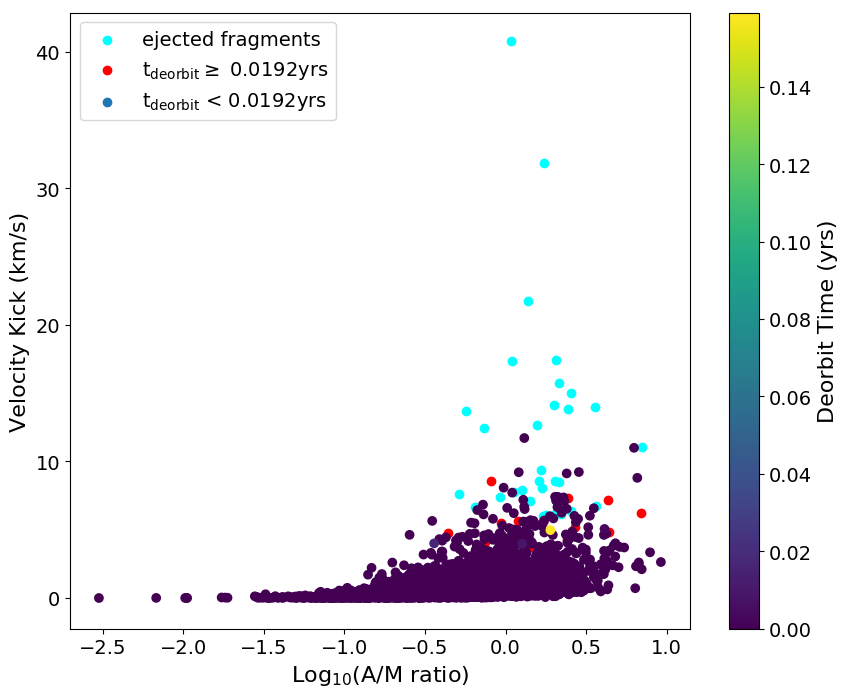 ejected fragments
t_deorbit ≥ 0.0192yrs
t_deorbit < 0.0192yrs
40
30
20
10
0
Velocity Kick (km/s)
−2.5 −2.0 −1.5 −1.0 −0.5 0.0 0.5 1.0
Log₁₀(A/M ratio)
0.14
0.12
0.10
0.08
0.06
0.04
0.02
0.00
Deorbit Time (yrs)